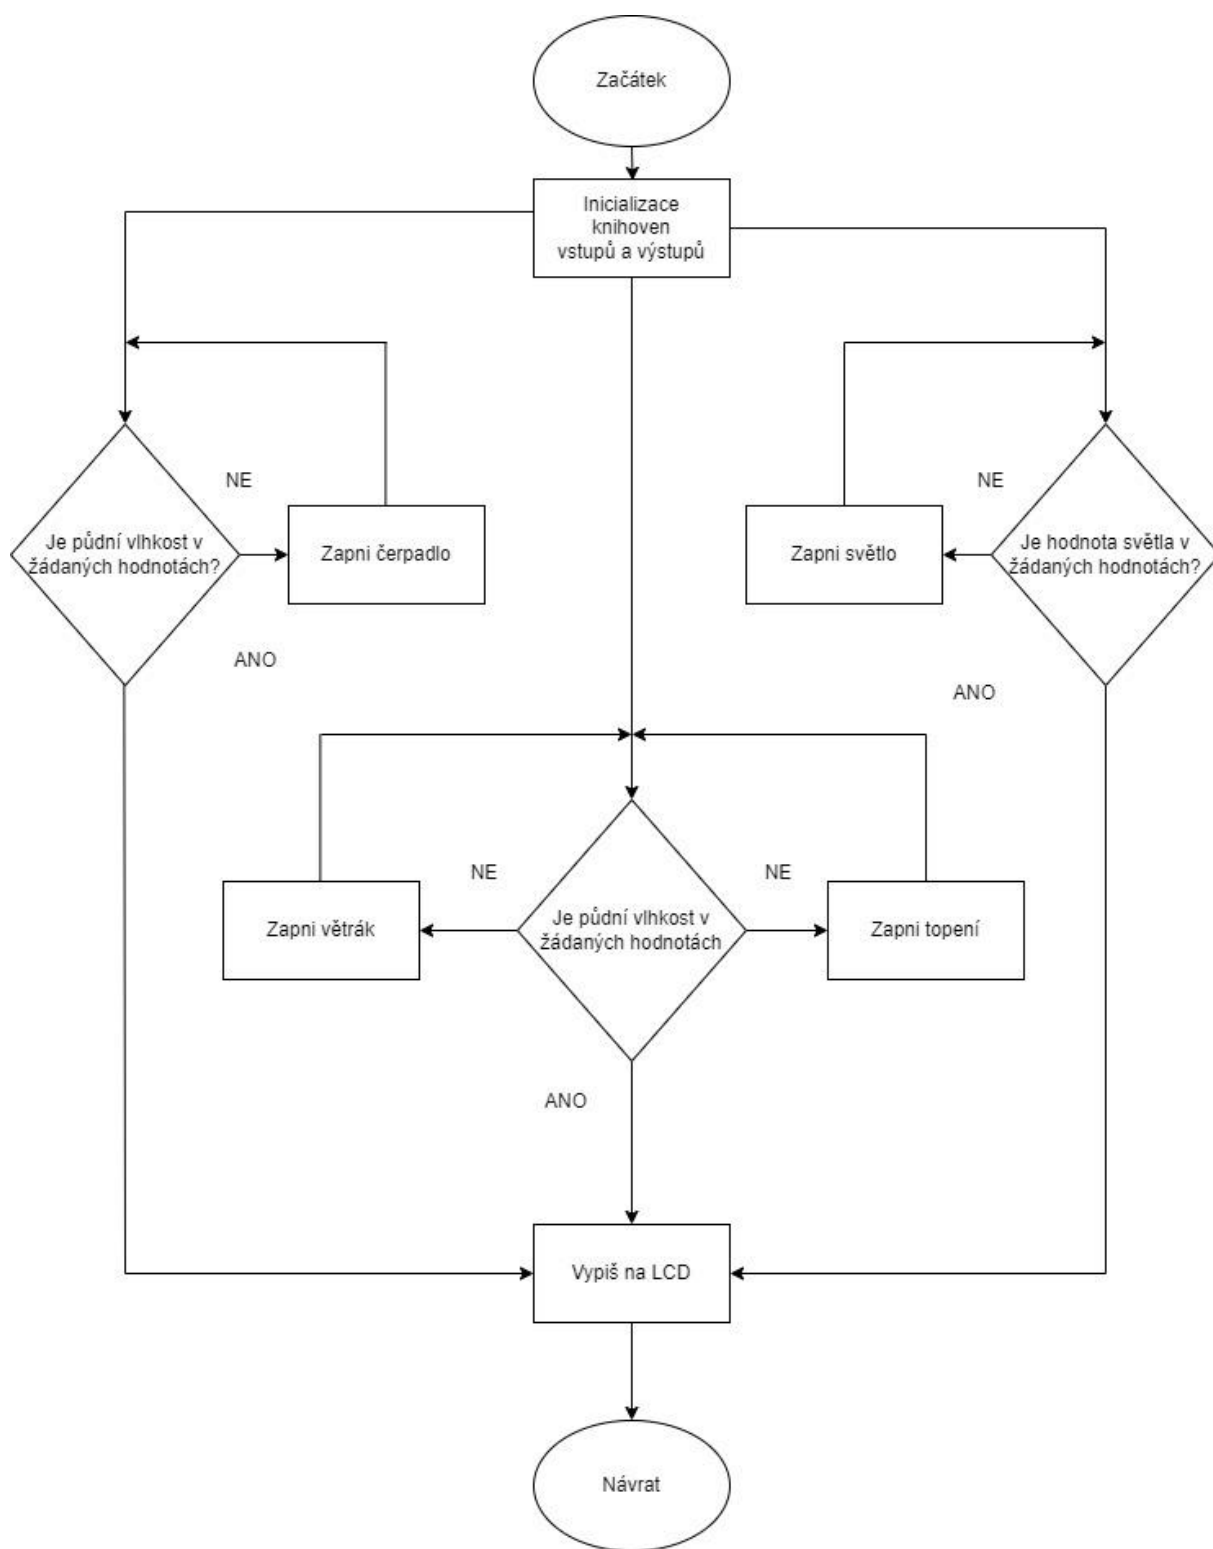 Začátek
Inicializace
knihoven
vstupů a výstupů
NE
NE
Je půdní vlhkost v
žádaných hodnotách?
Zapni čerpadlo
Zapni světlo
Je hodnota světla v
žádaných hodnotách?
ANO
ANO
NE
NE
Zapni větrák
Je půdní vlhkost v
žádaných hodnotách
Zapni topení
ANO
Vypiš na LCD
Návrat